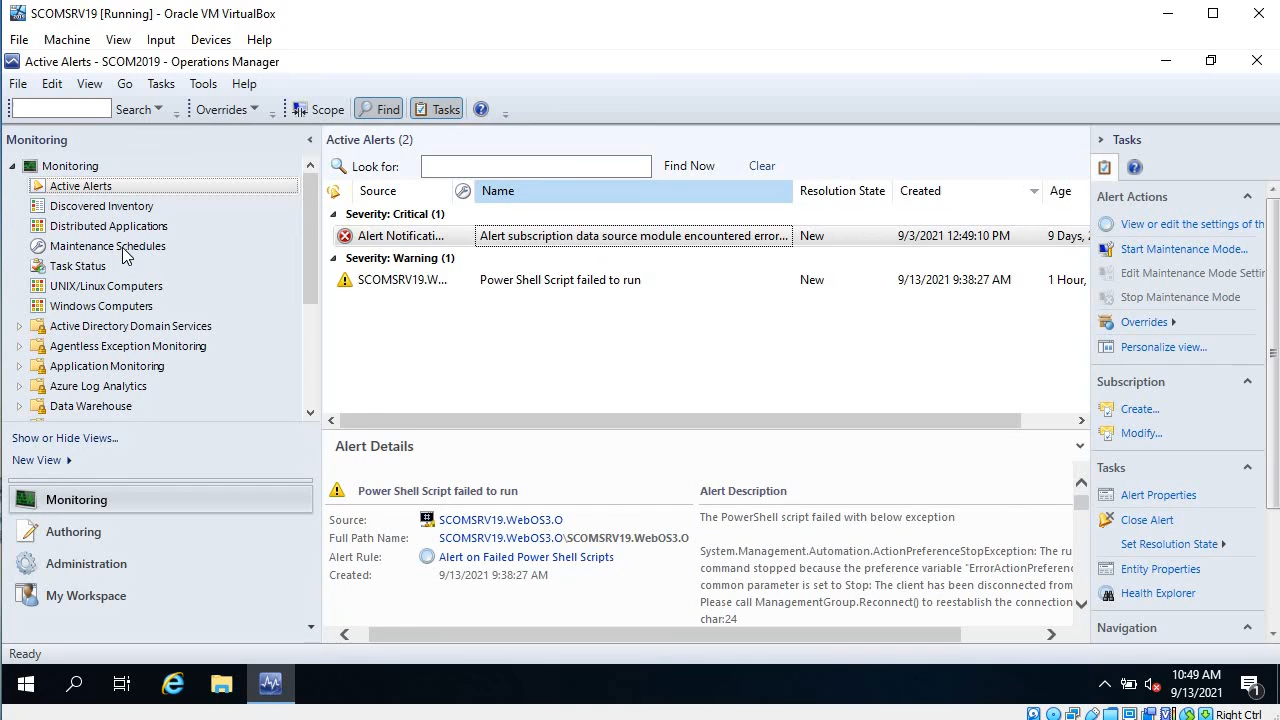 SCOMSRV19 [Running] - Oracle VM VirtualBox
File Machine View Input Devices Help
Active Alerts - SCOM2019 - Operations Manager
File Edit View Go Tasks Tools Help
Search Overrides Scope Find Tasks
Monitoring
Monitoring
Active Alerts
Discovered Inventory
Distributed Applications
Maintenance Schedules
Task Status
UNIX/Linux Computers
Windows Computers
Active Directory Domain Services
Agentless Exception Monitoring
Application Monitoring
Azure Log Analytics
Data Warehouse
Show or Hide Views...
New View
Monitoring
Authoring
Administration
My Workspace
Active Alerts (2)
Look for: Find Now Clear
Source Name Resolution State Created Age
Severity: Critical (1)
Alert Notificati... Alert subscription data source module encountered error... New 9/3/2021 12:49:10 PM 9 Days, 
Severity: Warning (1)
SCOMSRV19.W... Power Shell Script failed to run New 9/13/2021 9:38:27 AM 1 Hour,
Alert Details
Power Shell Script failed to run
Source: SCOMSRV19.WebOS3.O
Full Path Name: SCOMSRV19.WebOS3.O\SCOMSRV19.WebOS3.O
Alert Rule: Alert on Failed Power Shell Scripts
Created: 9/13/2021 9:38:27 AM
Alert Description
The PowerShell script failed with below exception
System.Management.Automation.ActionPreferenceStopException: The ru
command stopped because the preference variable "ErrorActionPreferenc
common parameter is set to Stop: The client has been disconnected from
Please call ManagementGroup.Reconnect() to reestablish the connection
char:24
Tasks
Alert Actions
View or edit the settings of th
Start Maintenance Mode...
Edit Maintenance Mode Settin
Stop Maintenance Mode
Overrides
Personalize view...
Subscription
Create...
Modify...
Tasks
Alert Properties
Close Alert
Set Resolution State
Entity Properties
Health Explorer
Navigation
Ready
10:49 AM
9/13/2021
1
Right Ctrl